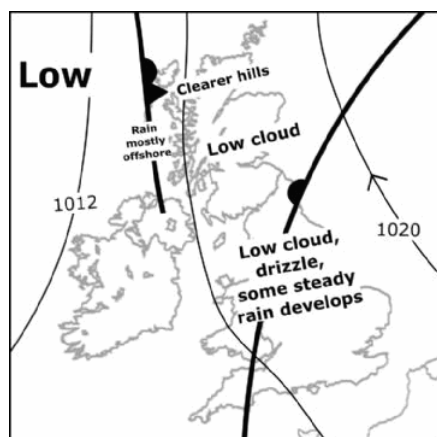 Low
Clearer hills
Rain
mostly
offshore
Low cloud
1012
1020
Low cloud,
drizzle,
some steady
rain develops